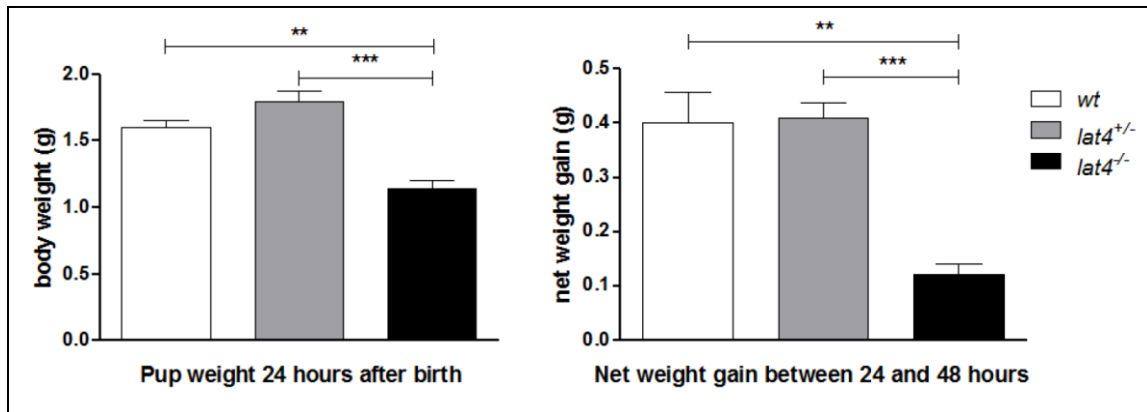 **
***
2.0
1.5
1.0
0.5
0.0
body weight (g)
Pup weight 24 hours after birth
**
***
0.5
0.4
0.3
0.2
0.1
0.0
net weight gain (g)
Net weight gain between 24 and 48 hours
wt
lat4+/-
lat4-/-